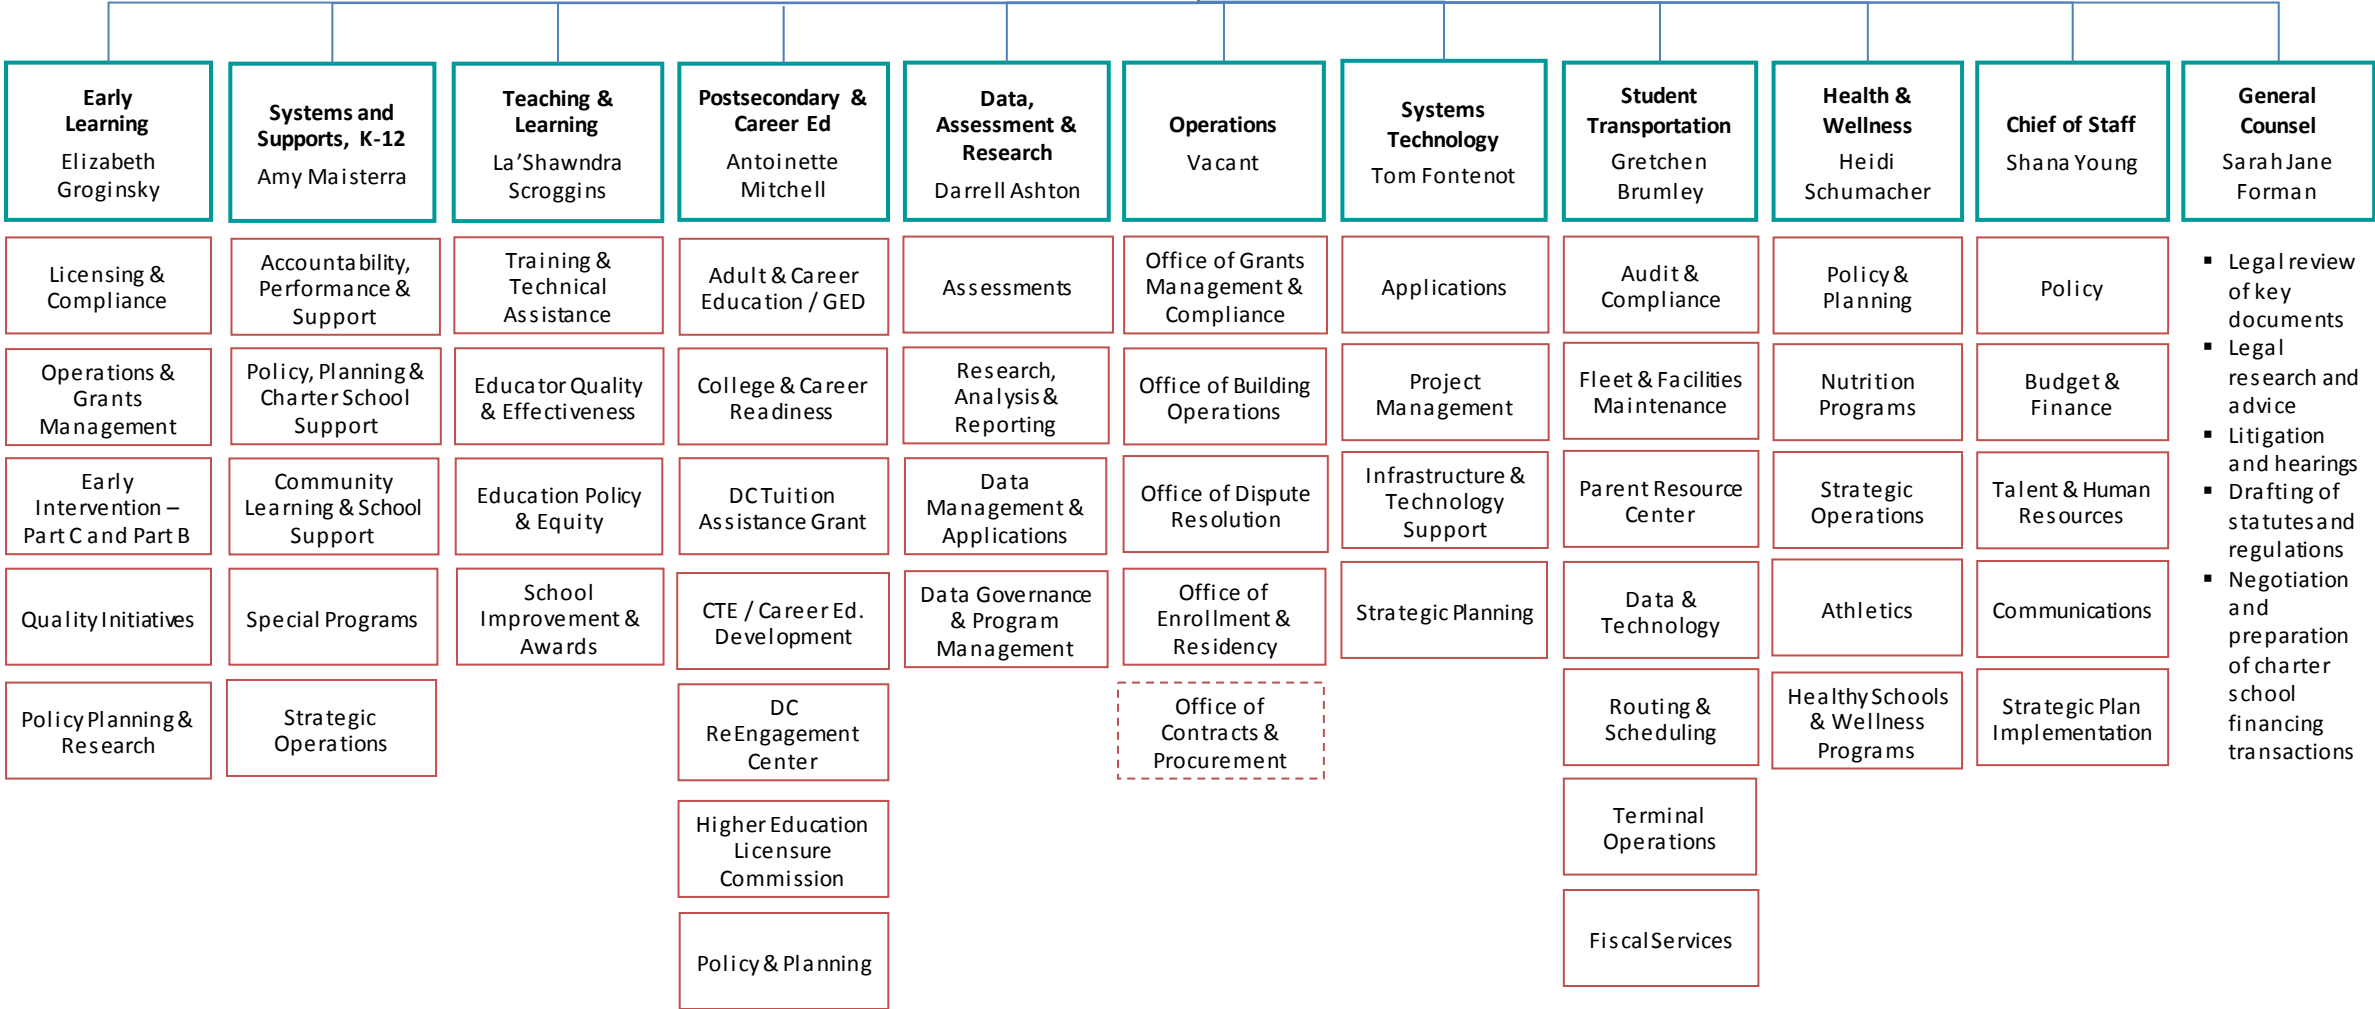 Early
Learning
Elizabeth
Groginsky
Licensing &
Compliance
Operations &
Grants
Management
Early
Intervention –
Part C and Part B
Quality Initiatives
Policy Planning &
Research
Systems and
Supports, K-12
Amy Maisterra
Accountability,
Performance &
Support
Policy, Planning &
Charter School
Support
Community
Learning & School
Support
Special Programs
Strategic
Operations
Teaching &
Learning
La’Shawndra
Scroggins
Training &
Technical
Assistance
Educator Quality
& Effectiveness
Education Policy
& Equity
School
Improvement &
Awards
Postsecondary &
Career Ed
Antoinette
Mitchell
Adult & Career
Education / GED
College & Career
Readiness
DC Tuition
Assistance Grant
CTE / Career Ed.
Development
DC
ReEngagement
Center
Higher Education
Licensure
Commission
Policy & Planning
Data,
Assessment &
Research
Darrell Ashton
Assessments
Research,
Analysis &
Reporting
Data
Management &
Applications
Data Governance
& Program
Management
Operations
Vacant
Office of Grants
Management &
Compliance
Office of Building
Operations
Office of Dispute
Resolution
Office of
Enrollment &
Residency
Office of
Contracts &
Procurement
Systems
Technology
Tom Fontenot
Applications
Project
Management
Infrastructure &
Technology
Support
Strategic Planning
Student
Transportation
Gretchen
Brumley
Audit &
Compliance
Fleet & Facilities
Maintenance
Parent Resource
Center
Data &
Technology
Routing &
Scheduling
Terminal
Operations
Fiscal Services
Health &
Wellness
Heidi
Schumacher
Policy &
Planning
Nutrition
Programs
Strategic
Operations
Athletics
Healthy Schools
& Wellness
Programs
Chief of Staff
Shana Young
Policy
Budget &
Finance
Talent & Human
Resources
Communications
Strategic Plan
Implementation
General
Counsel
Sarah Jane
Forman
▪ Legal review
of key
documents
▪ Legal
research and
advice
▪ Litigation
and hearings
▪ Drafting of
statutes and
regulations
▪ Negotiation
and
preparation
of charter
school
financing
transactions